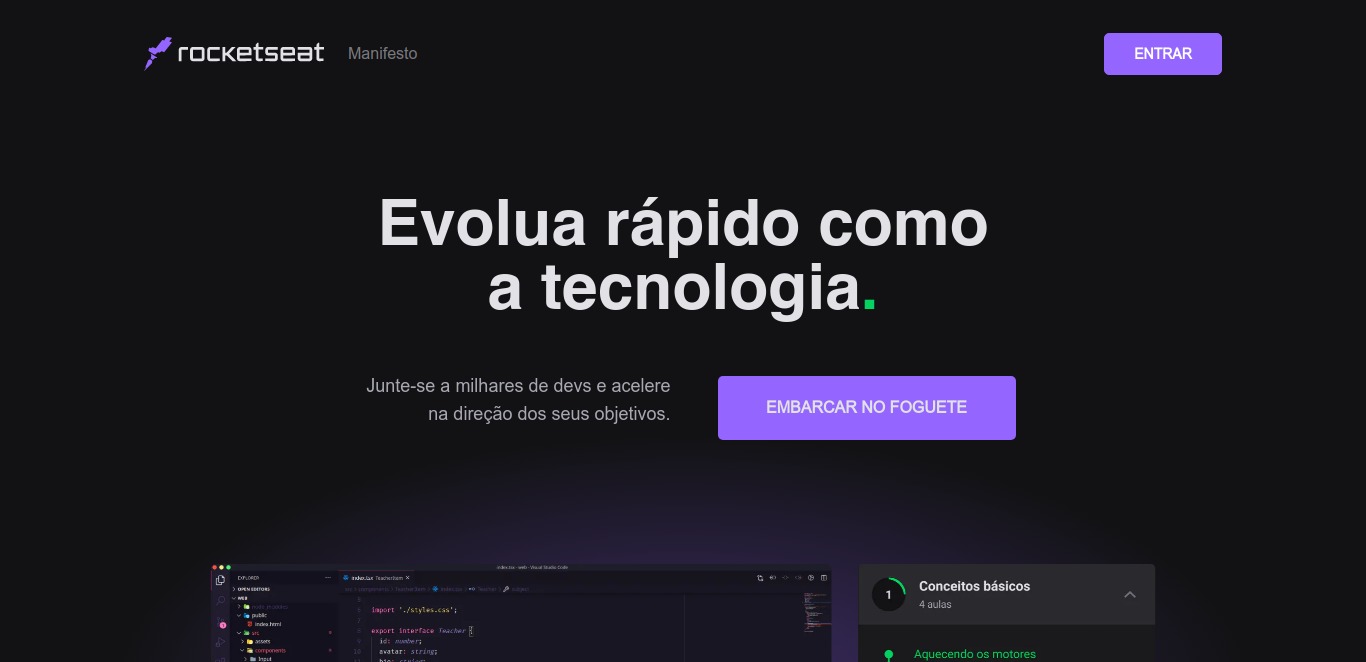 rocketseat
Manifesto
ENTRAR
Evolua rápido como
a tecnologia.
Junte-se a milhares de devs e acelere
na direção dos seus objetivos.
EMBARCAR NO FOGUETE
index.tsx - web - Visual Studio Code
EXPLORER
index.tsx TeacherItem
OPEN EDITORS
WEB
node_modules
public
index.html
src
assets
components
Input
import './styles.css';
export interface Teacher {
id: number;
avatar: string;
1
Conceitos básicos
4 aulas
Aquecendo os motores